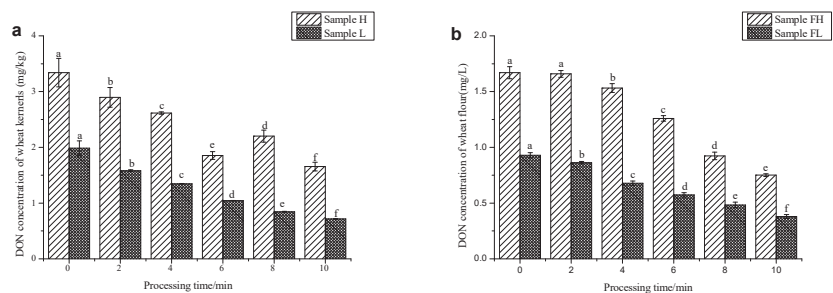 a
Sample H
Sample L
DON concentration of wheat kernerls (mg/kg)
4
3
2
1
0
a
b
c
e
d
f
a
b
c
d
e
f
0 2 4 6 8 10
Processing time/min
b
Sample FH
Sample FL
DON concentration of wheat flour(mg/L)
2.0
1.5
1.0
0.5
0.0
a
a
b
c
d
e
a
b
c
d
e
f
0 2 4 6 8 10
Processing time/min